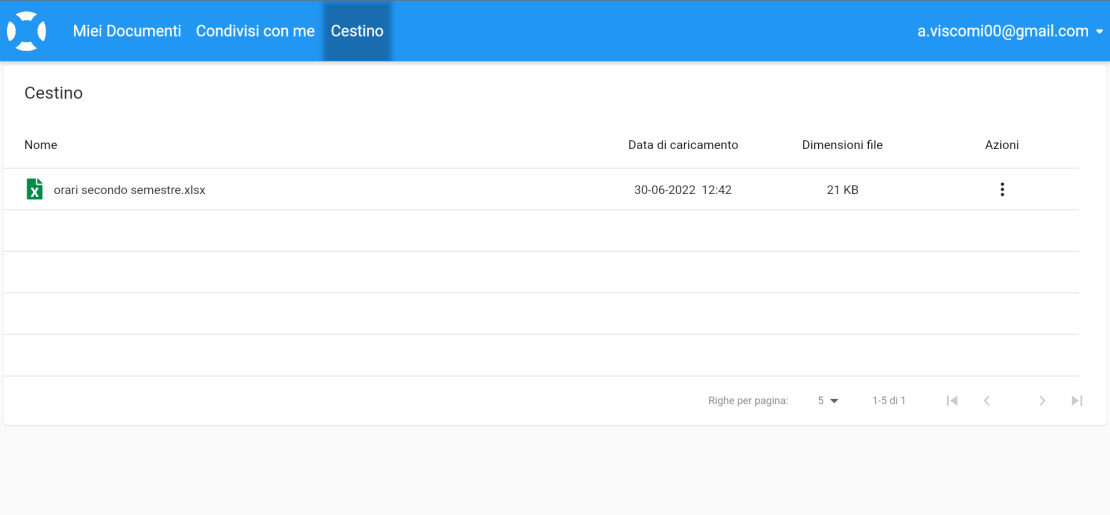 Miei Documenti Condivisi con me Cestino a.viscomi00@gmail.com
Cestino
Nome Data di caricamento Dimensioni file Azioni
orari secondo semestre.xlsx 30-06-2022 12:42 21 KB
Righe per pagina: 5 1-5 di 1